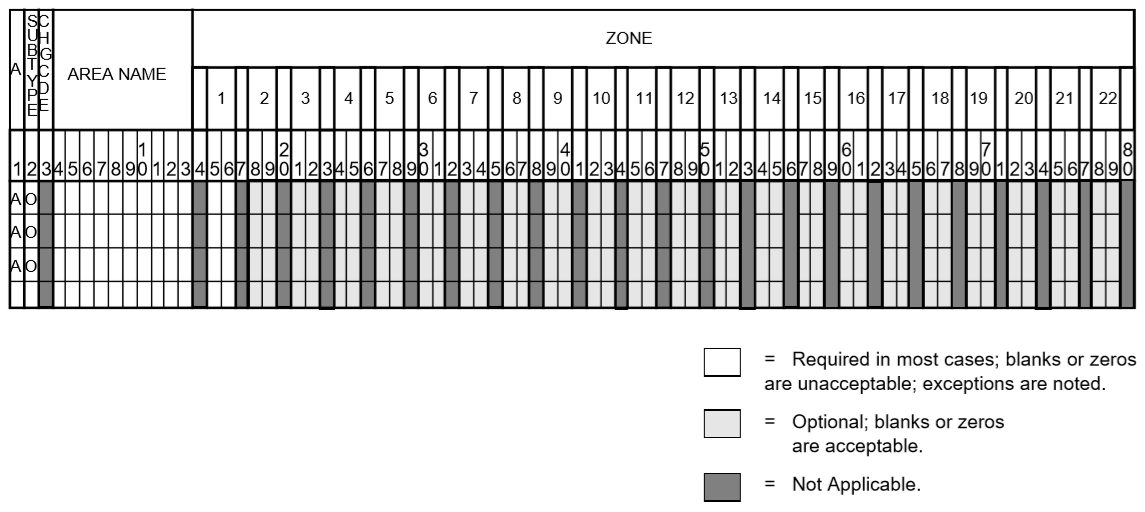 A SUBTYPE CHGCDE AREA NAME ZONE
1 2 3 4 5 6 7 8 9 10 11 12 13 14 15 16 17 18 19 20 21 22
1 2 3 4 5 6 7 8 9 10 1 2 3 4 5 6 7 8 9 20 1 2 3 4 5 6 7 8 9 30 1 2 3 4 5 6 7 8 9 40 1 2 3 4 5 6 7 8 9 50 1 2 3 4 5 6 7 8 9 60 1 2 3 4 5 6 7 8 9 70 1 2 3 4 5 6 7 8 9 80
A O
A O
A O
= Required in most cases; blanks or zeros
are unacceptable; exceptions are noted.
= Optional; blanks or zeros
are acceptable.
= Not Applicable.